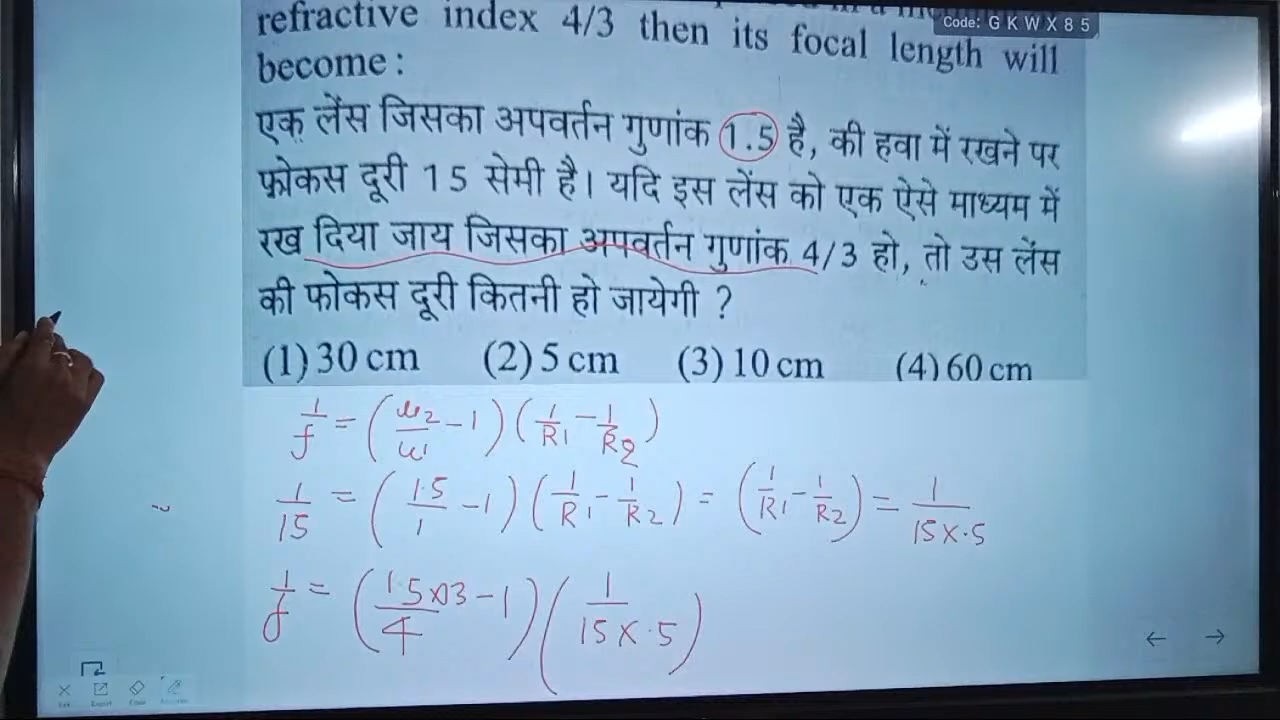 Code: G K W X 8 5
refractive index 4/3 then its focal length will
become :
एक लेंस जिसका अपवर्तन गुणांक 1.5 है, की हवा में रखने पर
फ़ोकस दूरी 15 सेमी है। यदि इस लेंस को एक ऐसे माध्यम में
रख दिया जाय जिसका अपवर्तन गुणांक 4/3 हो, तो उस लेंस
की फोकस दूरी कितनी हो जायेगी ?
(1) 30 cm (2) 5 cm (3) 10 cm (4) 60 cm
1/f = (μ2/μ1 - 1) (1/R1 - 1/R2)
1/15 = (1.5/1 - 1) (1/R1 - 1/R2) = (1/R1 - 1/R2) = 1/15×.5
1/f = (1.5×3/4 - 1) (1/15×.5)